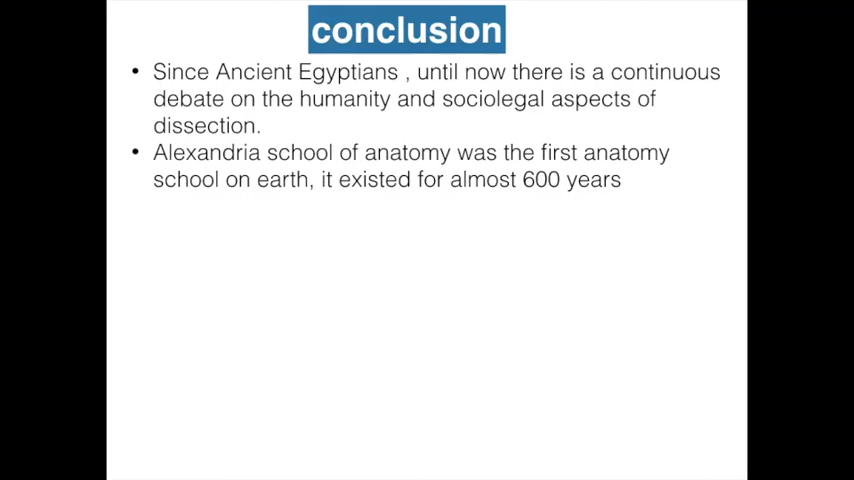 conclusion
• Since Ancient Egyptians , until now there is a continuous
debate on the humanity and sociolegal aspects of
dissection.
• Alexandria school of anatomy was the first anatomy
school on earth, it existed for almost 600 years